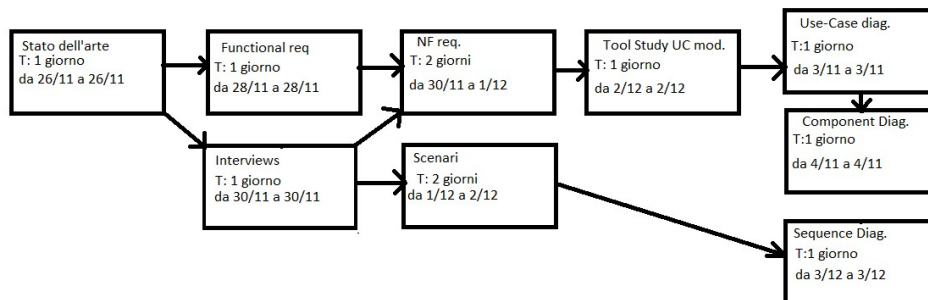 Stato dell'arte
T: 1 giorno
da 26/11 a 26/11
Functional req
T: 1 giorno
da 28/11 a 28/11
NF req.
T: 2 giorni
da 30/11 a 1/12
Tool Study UC mod.
T: 1 giorno
da 2/12 a 2/12
Use-Case diag.
T:1 giorno
da 3/11 a 3/11
Component Diag.
T:1 giorno
da 4/11 a 4/11
Interviews
T: 1 giorno
da 30/11 a 30/11
Scenari
T: 2 giorni
da 1/12 a 2/12
Sequence Diag.
T:1 giorno
da 3/12 a 3/12